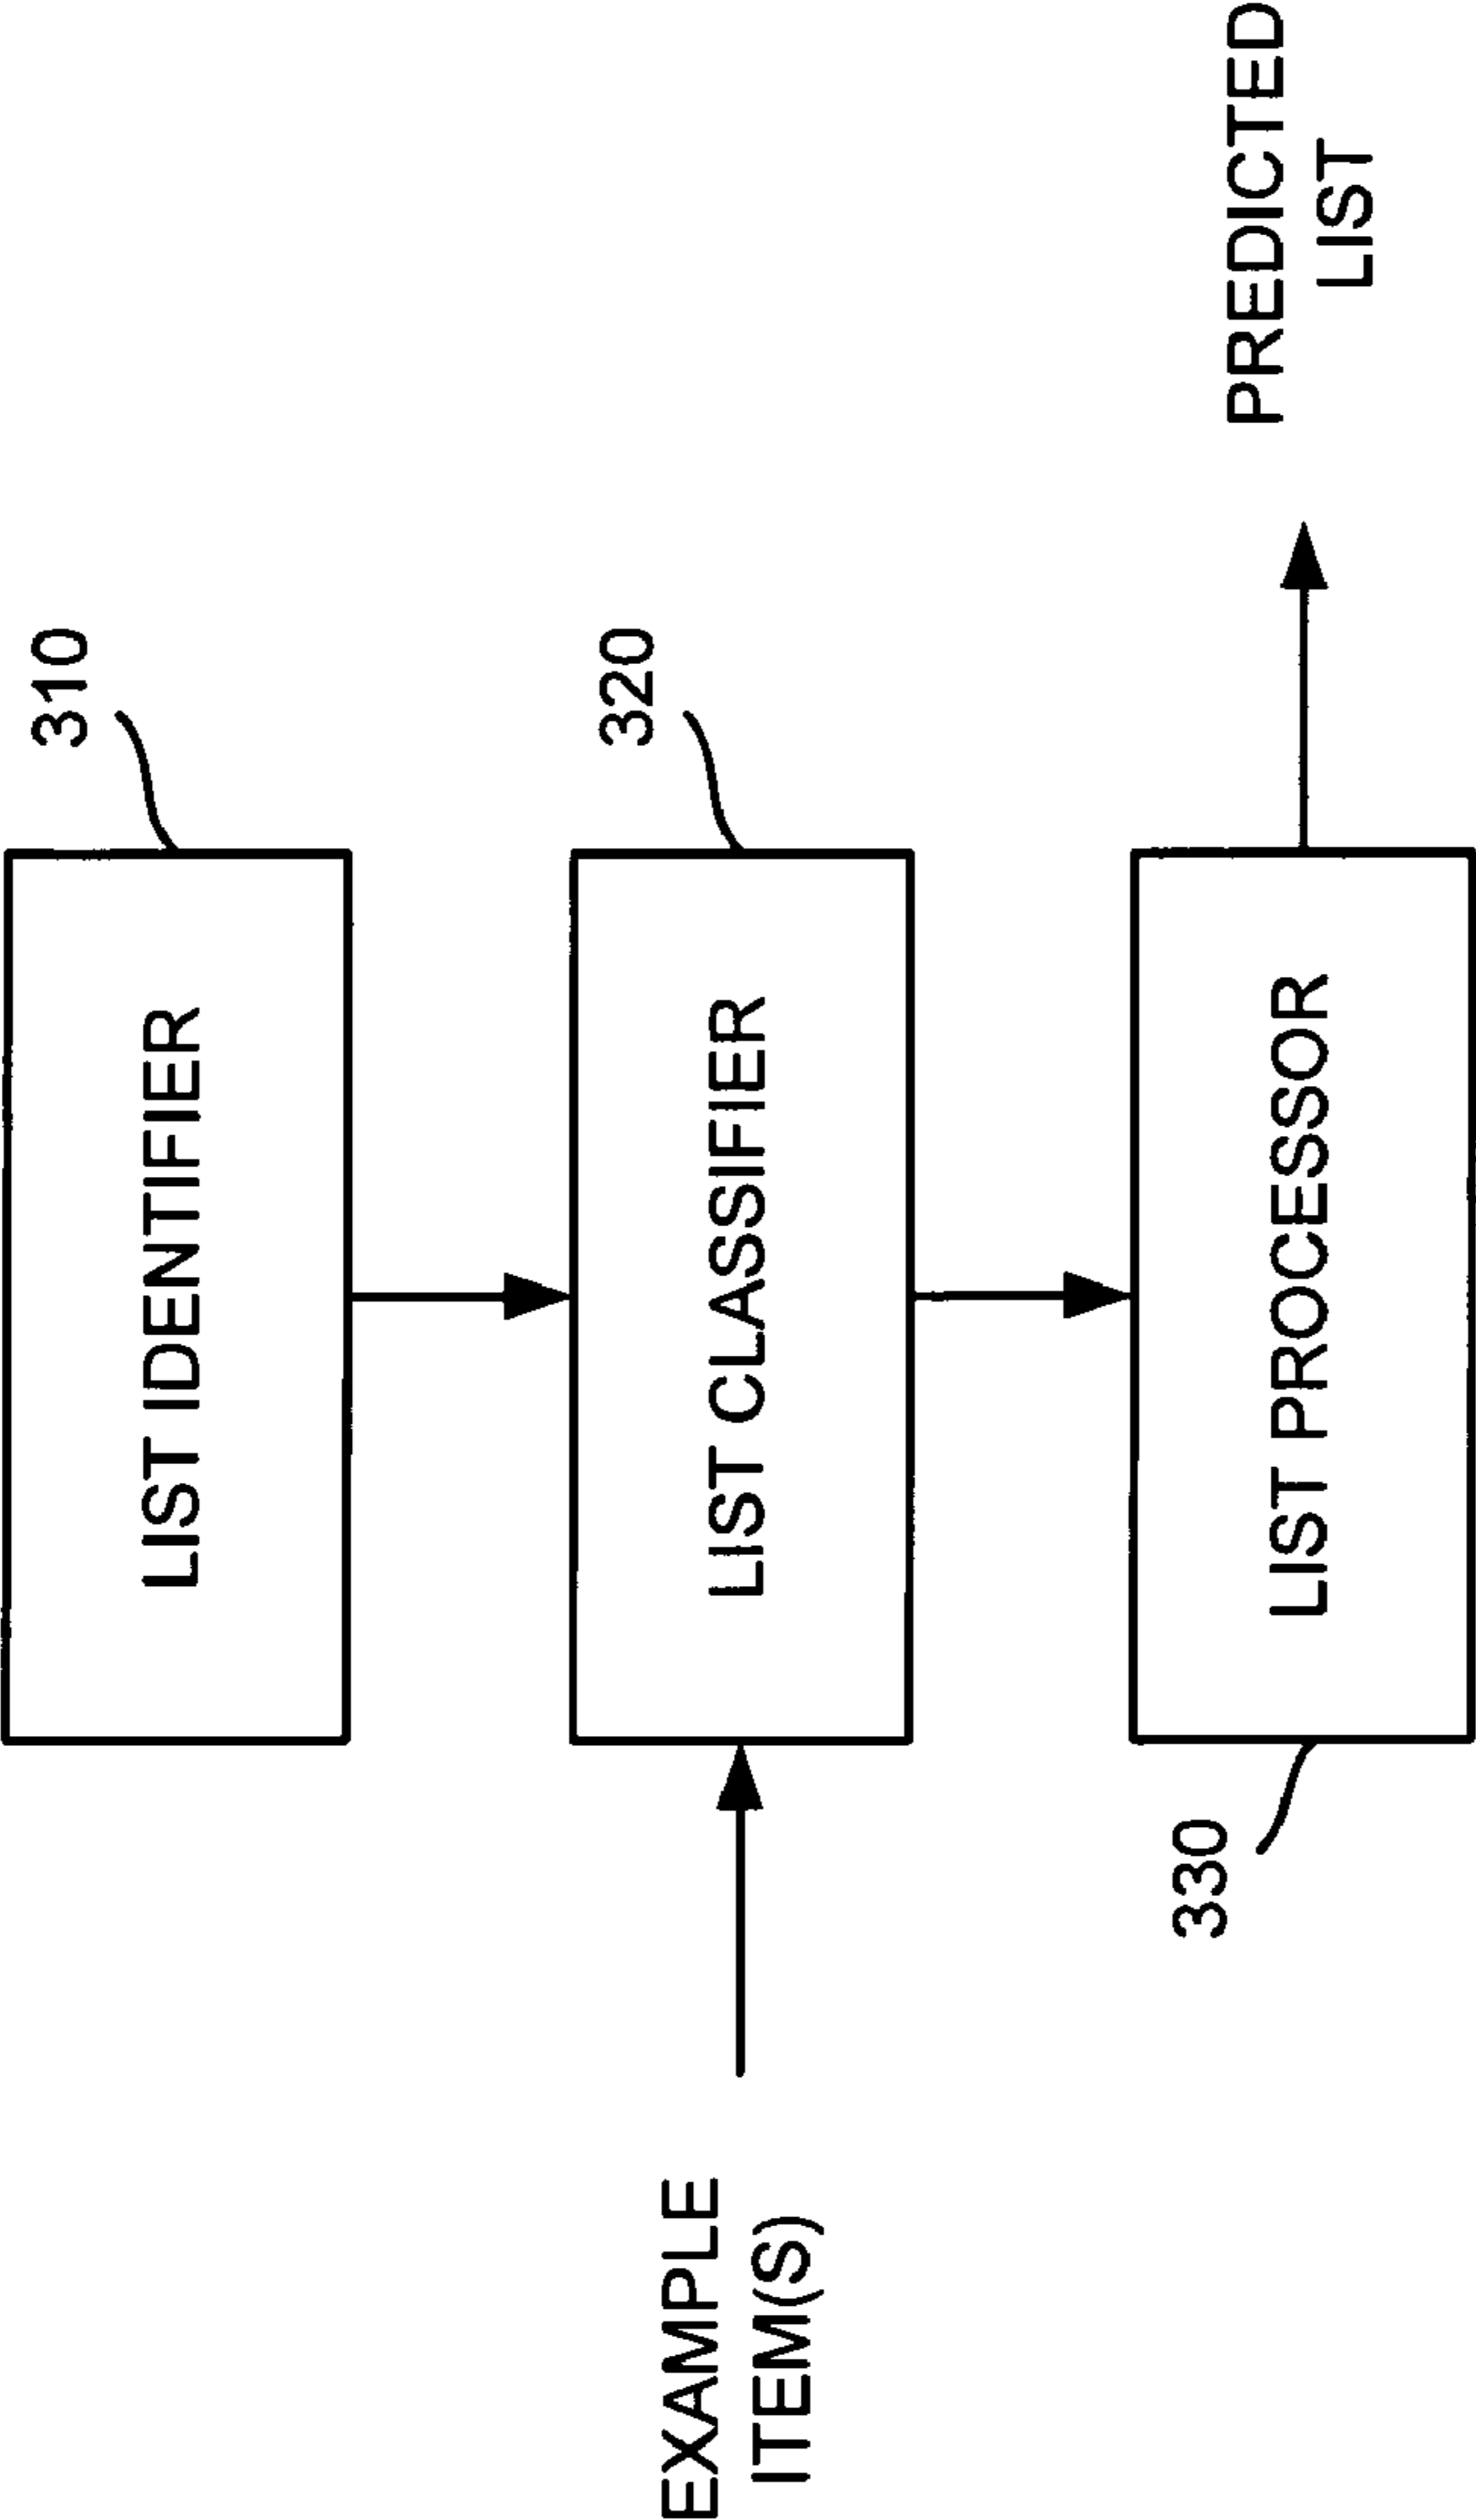 310
LIST IDENTIFIER
320
LIST CLASSIFIER
EXAMPLE
ITEM(S)
LIST PROCESSOR
330
PREDICTED
LIST